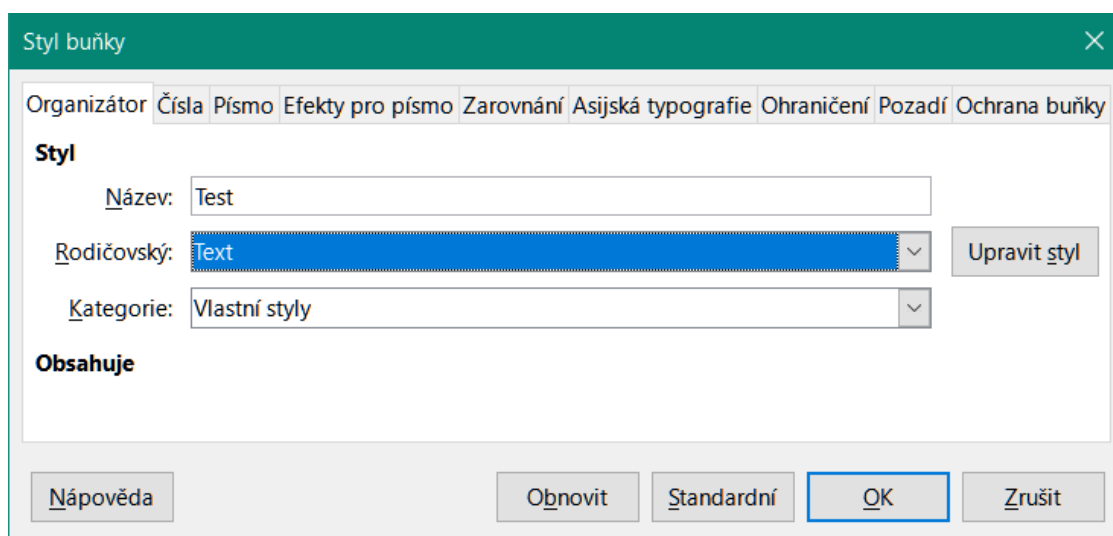 Styl buňky
Organizátor Čísla Písmo Efekty pro písmo Zarovnání Asijská typografie Ohraničení Pozadí Ochrana buňky
Styl
Název: Test
Rodičovský: Text Upravit styl
Kategorie: Vlastní styly
Obsahuje
Nápověda Obnovit Standardní OK Zrušit